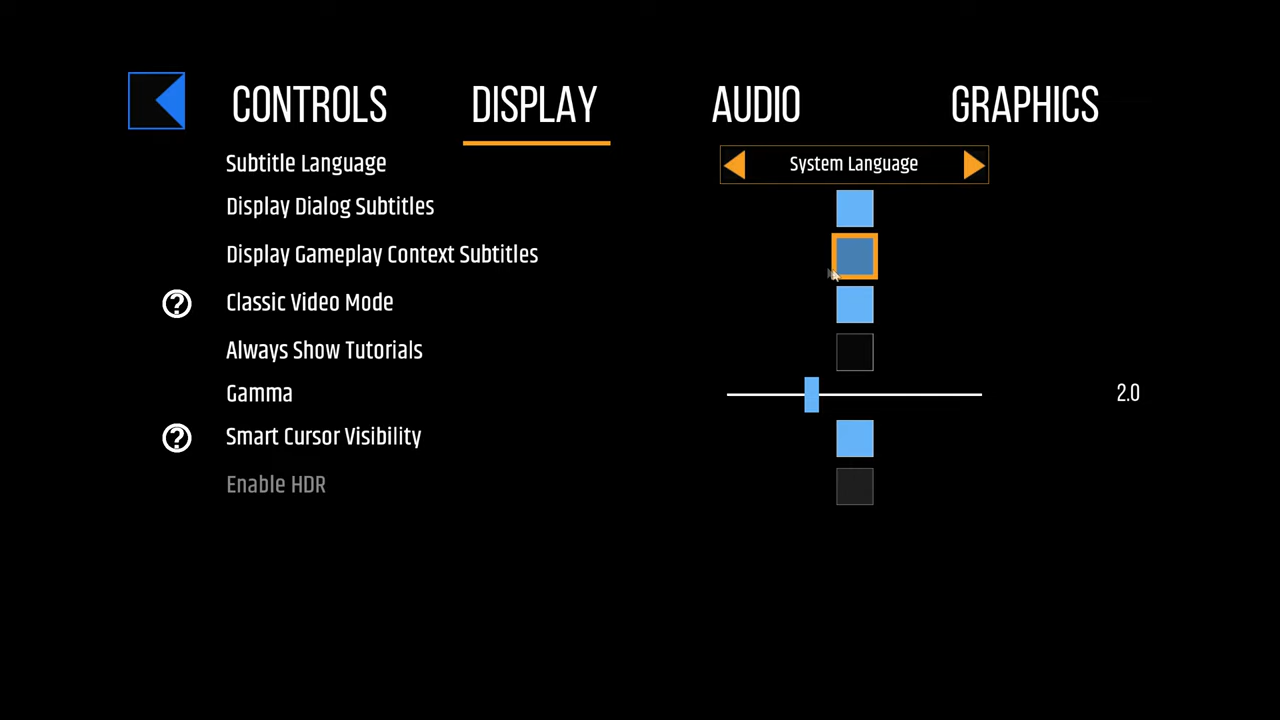 CONTROLS DISPLAY AUDIO GRAPHICS
Subtitle Language System Language
Display Dialog Subtitles
Display Gameplay Context Subtitles
? Classic Video Mode
Always Show Tutorials
Gamma 2.0
? Smart Cursor Visibility
Enable HDR